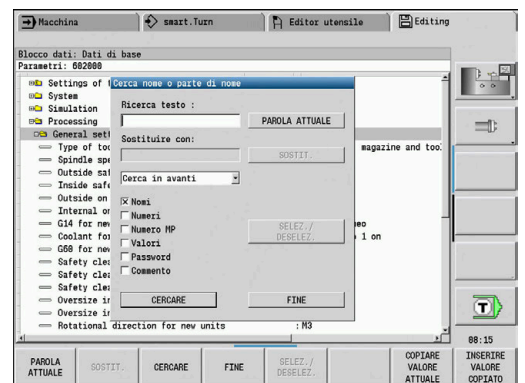 Macchina
smart.Turn
Editor utensile
Editing
Blocco dati: Dati di base
Parametri: 602000
Settings of
System
Simulation
Processing
General sett
Type of too magazine and tool
Spindle spe
Outside saf
Inside safe
Outside on
Internal on
G14 for new
Coolant for 1 on
G60 for new
Safety clea
Safety clea
Safety clea
Oversize in
Oversize in
Rotational direction for new units : M3
Cerca nome o parte di nome
Ricerca testo :
PAROLA ATTUALE
Sostituire con:
SOSTIT.
Cerca in avanti
Nomi
Numeri
Numero MP
Valori
Password
Commento
SELEZ./
DESELEZ.
CERCARE
FINE
T
08:15
PAROLA
ATTUALE
SOSTIT.
CERCARE
FINE
SELEZ./
DESELEZ.
COPIARE
VALORE
ATTUALE
INSERIRE
VALORE
COPIATO